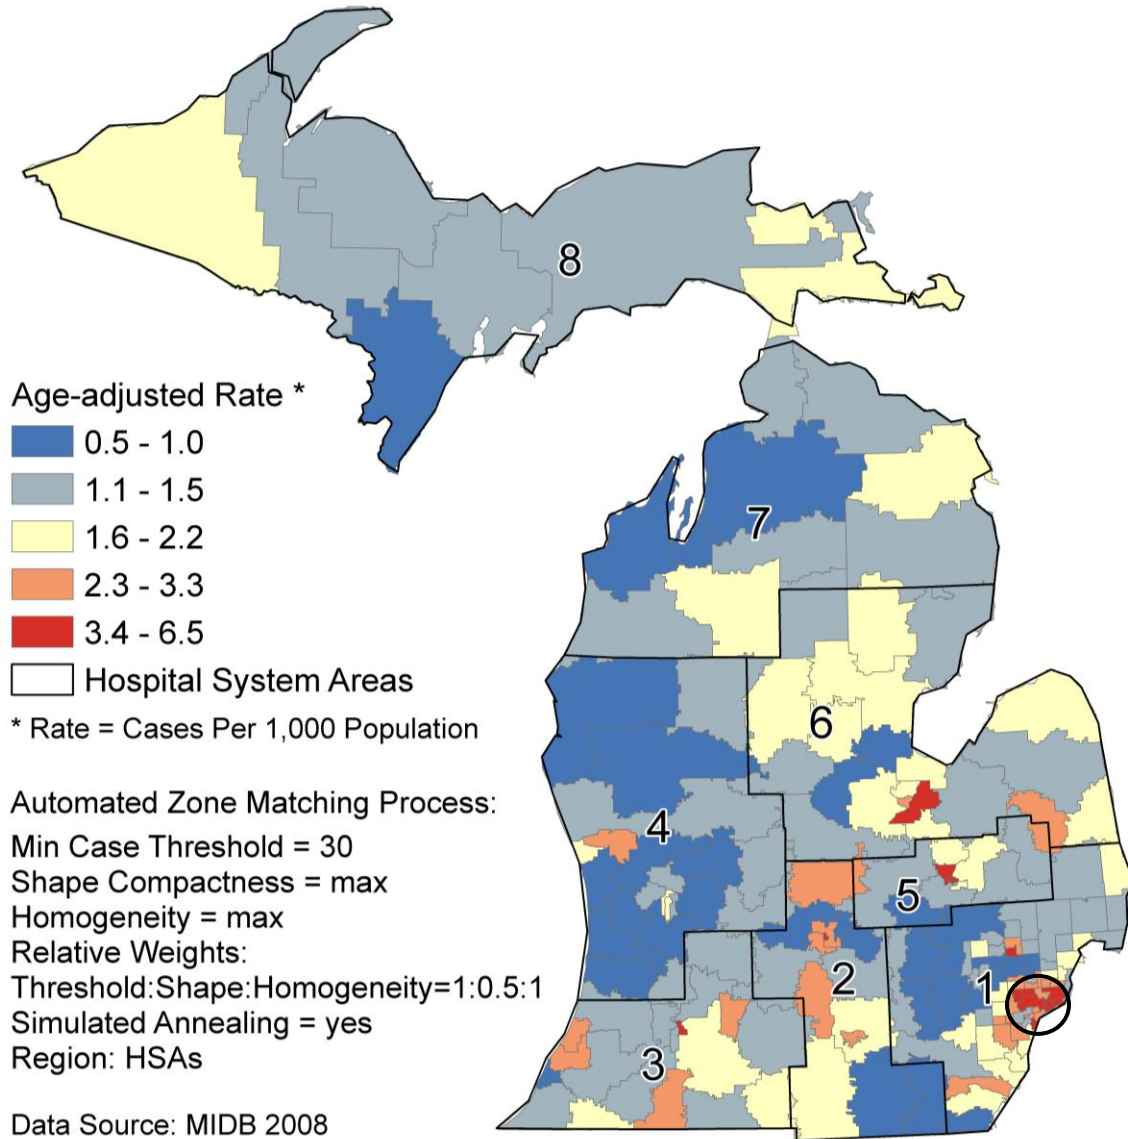 8
Age-adjusted Rate *
0.5 - 1.0
1.1 - 1.5
1.6 - 2.2
2.3 - 3.3
3.4 - 6.5
Hospital System Areas
* Rate = Cases Per 1,000 Population
7
6
Automated Zone Matching Process:
Min Case Threshold = 30
Shape Compactness = max
Homogeneity = max
Relative Weights:
Threshold:Shape:Homogeneity=1:0.5:1
Simulated Annealing = yes
Region: HSAs
Data Source: MIDB 2008
4
5
2
1
3